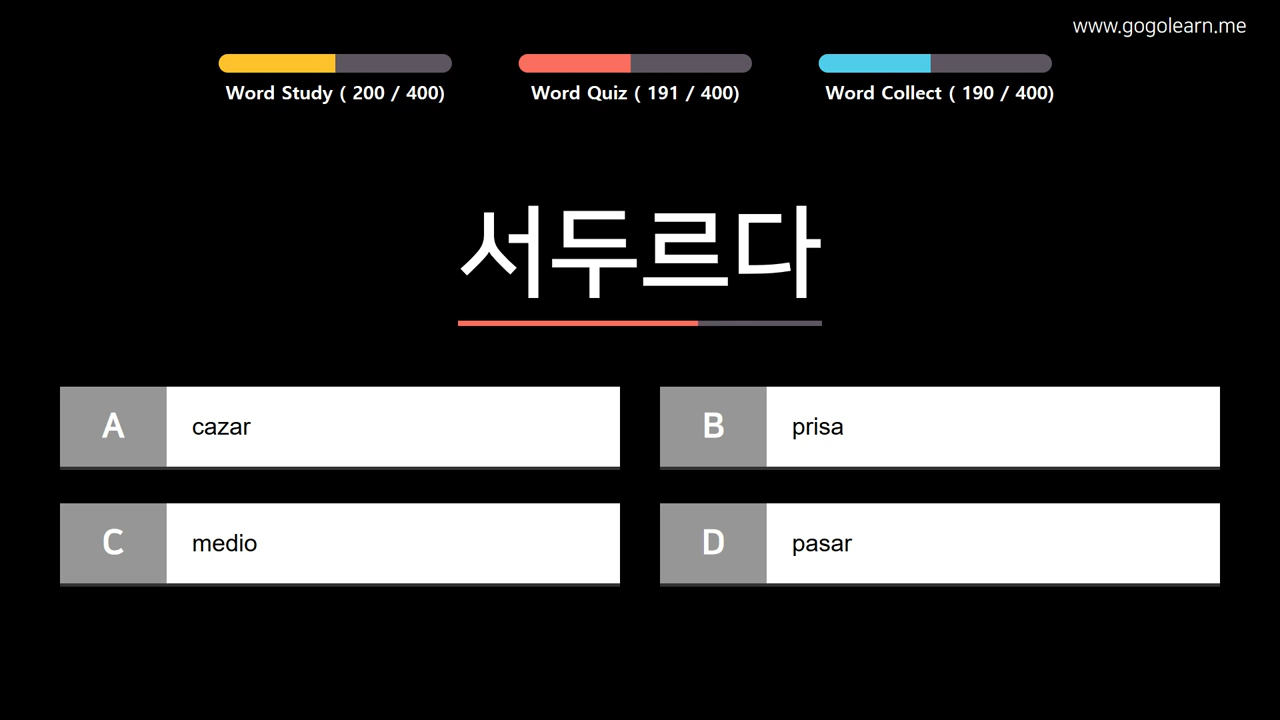 www.gogolearn.me
Word Study ( 200 / 400)
Word Quiz ( 191 / 400)
Word Collect ( 190 / 400)
서두르다
A cazar
B prisa
C medio
D pasar